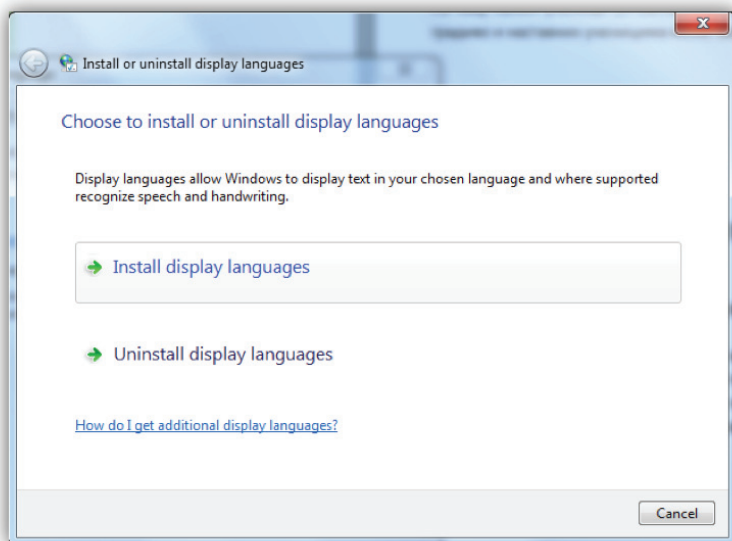 Install or uninstall display languages
Choose to install or uninstall display languages
Display languages allow Windows to display text in your chosen language and where supported
recognize speech and handwriting.
Install display languages
Uninstall display languages
How do I get additional display languages?
Cancel